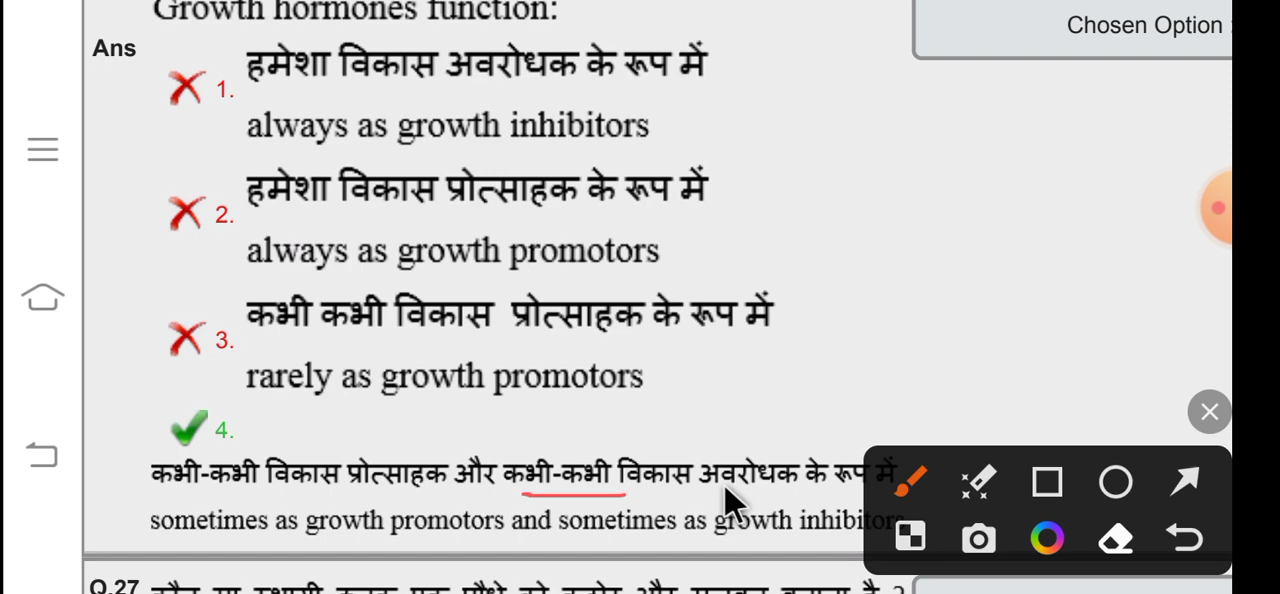 Growth hormones function:
Chosen Option :
Ans
हमेशा विकास अवरोधक के रूप में
1.
always as growth inhibitors
हमेशा विकास प्रोत्साहक के रूप में
2.
always as growth promotors
कभी कभी विकास प्रोत्साहक के रूप में
3.
rarely as growth promotors
4.
कभी-कभी विकास प्रोत्साहक और कभी-कभी विकास अवरोधक के रूप में
sometimes as growth promotors and sometimes as growth inhibitors
Q.27